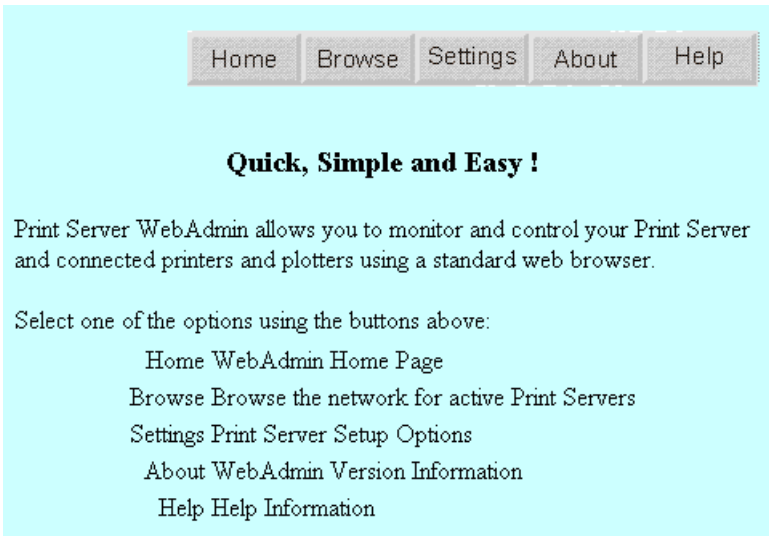 Home Browse Settings About Help
Quick, Simple and Easy !
Print Server WebAdmin allows you to monitor and control your Print Server
and connected printers and plotters using a standard web browser.
Select one of the options using the buttons above:
Home WebAdmin Home Page
Browse Browse the network for active Print Servers
Settings Print Server Setup Options
About WebAdmin Version Information
Help Help Information